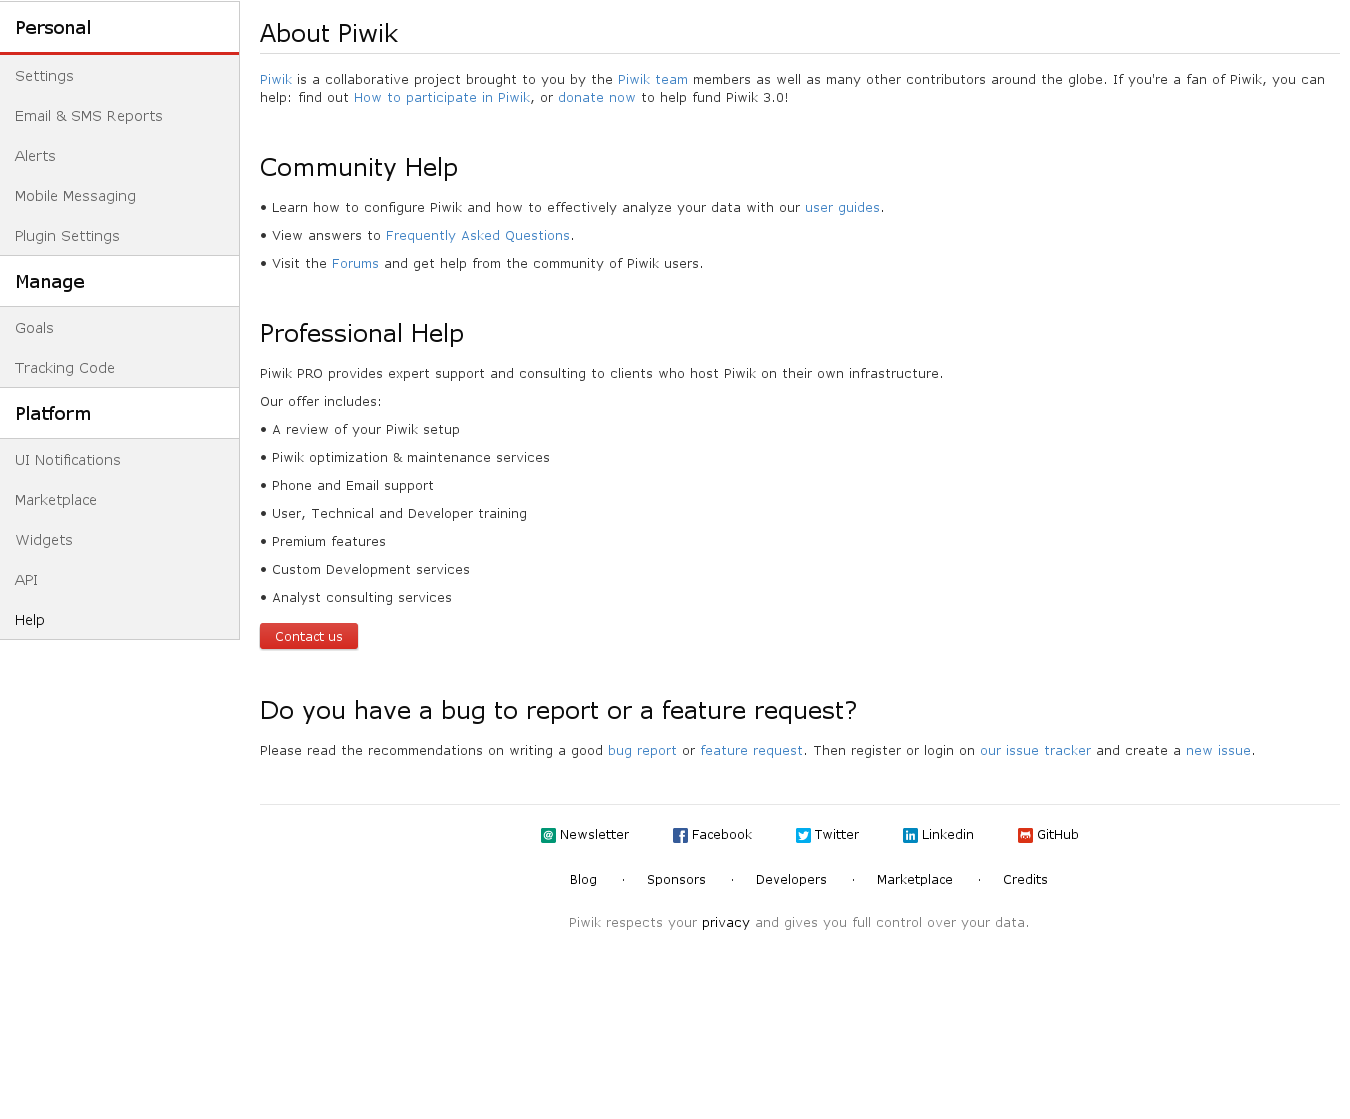 Personal
Settings
Email & SMS Reports
Alerts
Mobile Messaging
Plugin Settings
Manage
Goals
Tracking Code
Platform
UI Notifications
Marketplace
Widgets
API
Help
About Piwik
Piwik is a collaborative project brought to you by the Piwik team members as well as many other contributors around the globe. If you're a fan of Piwik, you can
help: find out How to participate in Piwik, or donate now to help fund Piwik 3.0!
Community Help
• Learn how to configure Piwik and how to effectively analyze your data with our user guides.
• View answers to Frequently Asked Questions.
• Visit the Forums and get help from the community of Piwik users.
Professional Help
Piwik PRO provides expert support and consulting to clients who host Piwik on their own infrastructure.
Our offer includes:
• A review of your Piwik setup
• Piwik optimization & maintenance services
• Phone and Email support
• User, Technical and Developer training
• Premium features
• Custom Development services
• Analyst consulting services
Contact us
Do you have a bug to report or a feature request?
Please read the recommendations on writing a good bug report or feature request. Then register or login on our issue tracker and create a new issue.
Newsletter Facebook Twitter Linkedin GitHub
Blog · Sponsors · Developers · Marketplace · Credits
Piwik respects your privacy and gives you full control over your data.